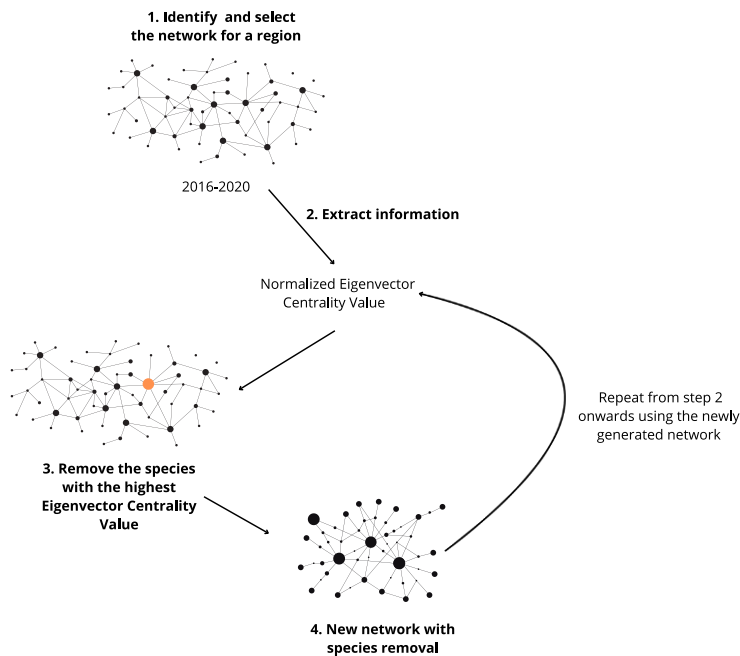 1. Identify and select
the network for a region
2016-2020
2. Extract information
Normalized Eigenvector
Centrality Value
Repeat from step 2
onwards using the newly
generated network
3. Remove the species
with the highest
Eigenvector Centrality
Value
4. New network with
species removal